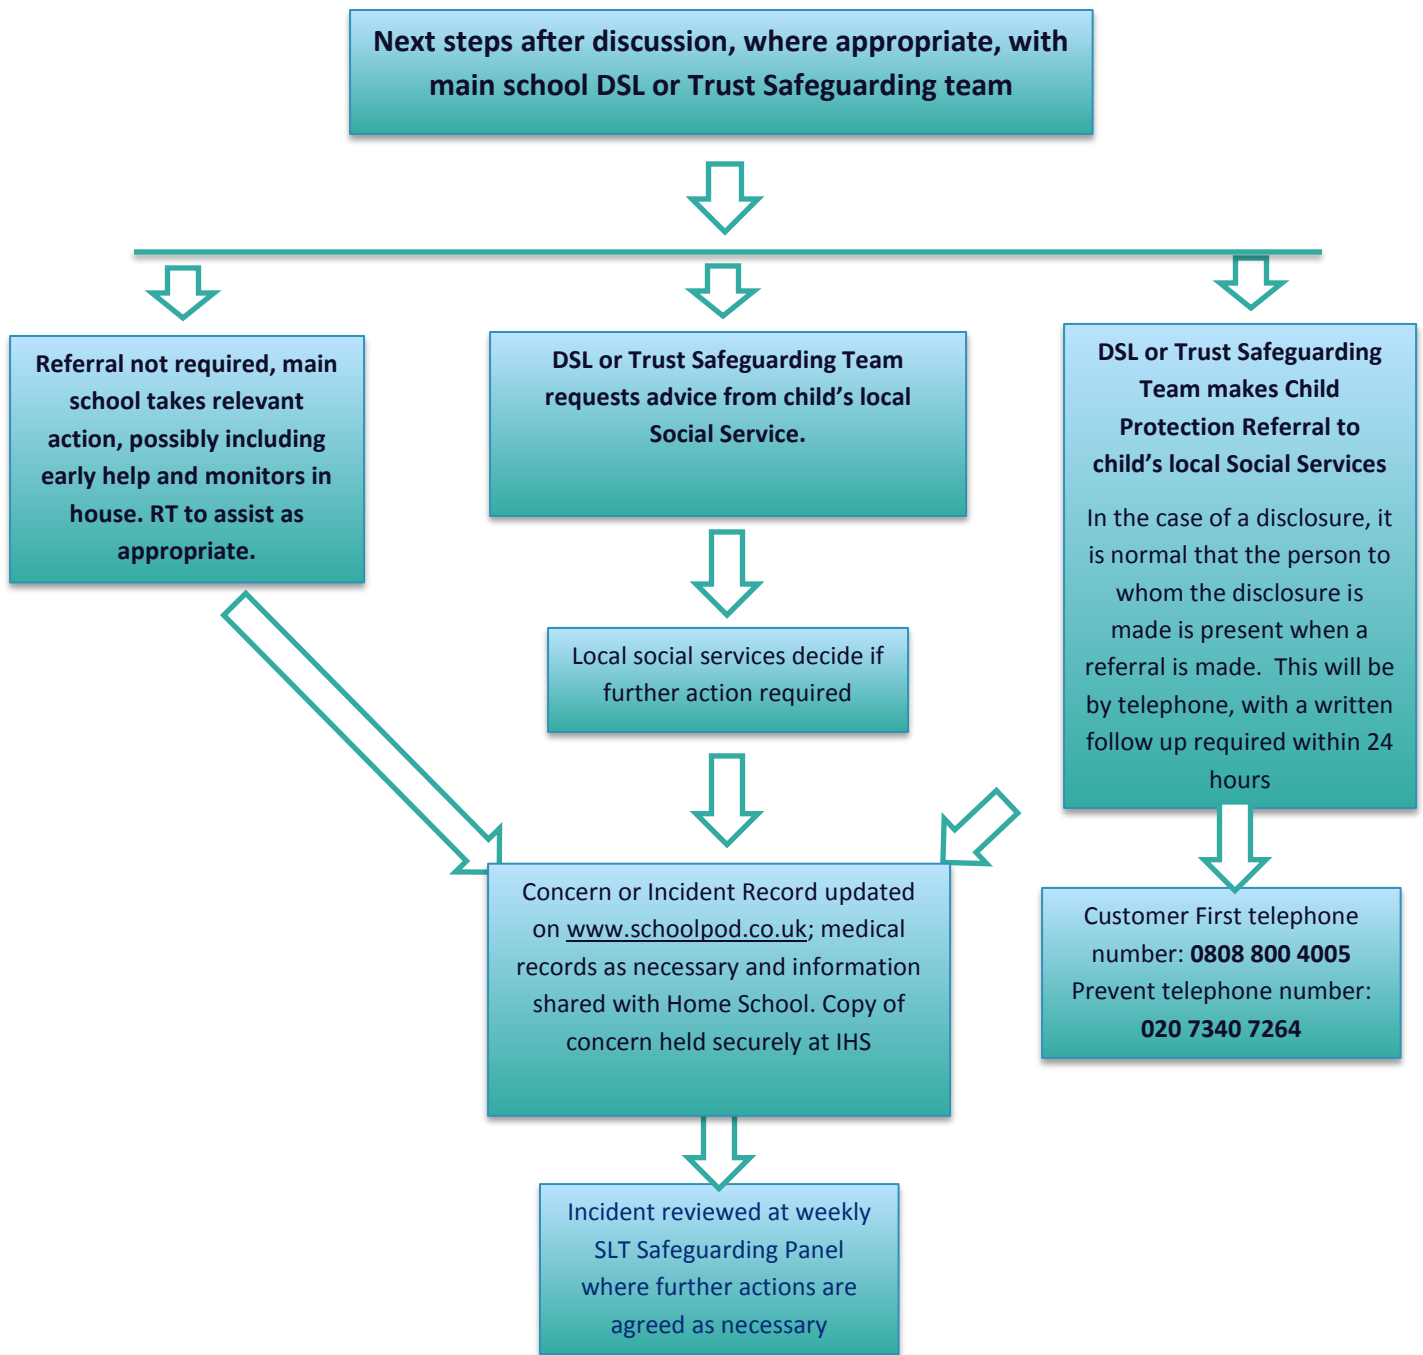 Next steps after discussion, where appropriate, with
main school DSL or Trust Safeguarding team
Referral not required, main
school takes relevant
action, possibly including
early help and monitors in
house. RT to assist as
appropriate.
DSL or Trust Safeguarding Team
requests advice from child’s local
Social Service.
DSL or Trust Safeguarding
Team makes Child
Protection Referral to
child’s local Social Services
In the case of a disclosure, it
is normal that the person to
whom the disclosure is
made is present when a
referral is made.  This will be
by telephone, with a written
follow up required within 24
hours
Local social services decide if
further action required
Concern or Incident Record updated
on www.schoolpod.co.uk; medical
records as necessary and information
shared with Home School. Copy of
concern held securely at IHS
Customer First telephone
number: 0808 800 4005
Prevent telephone number:
020 7340 7264
Incident reviewed at weekly
SLT Safeguarding Panel
where further actions are
agreed as necessary